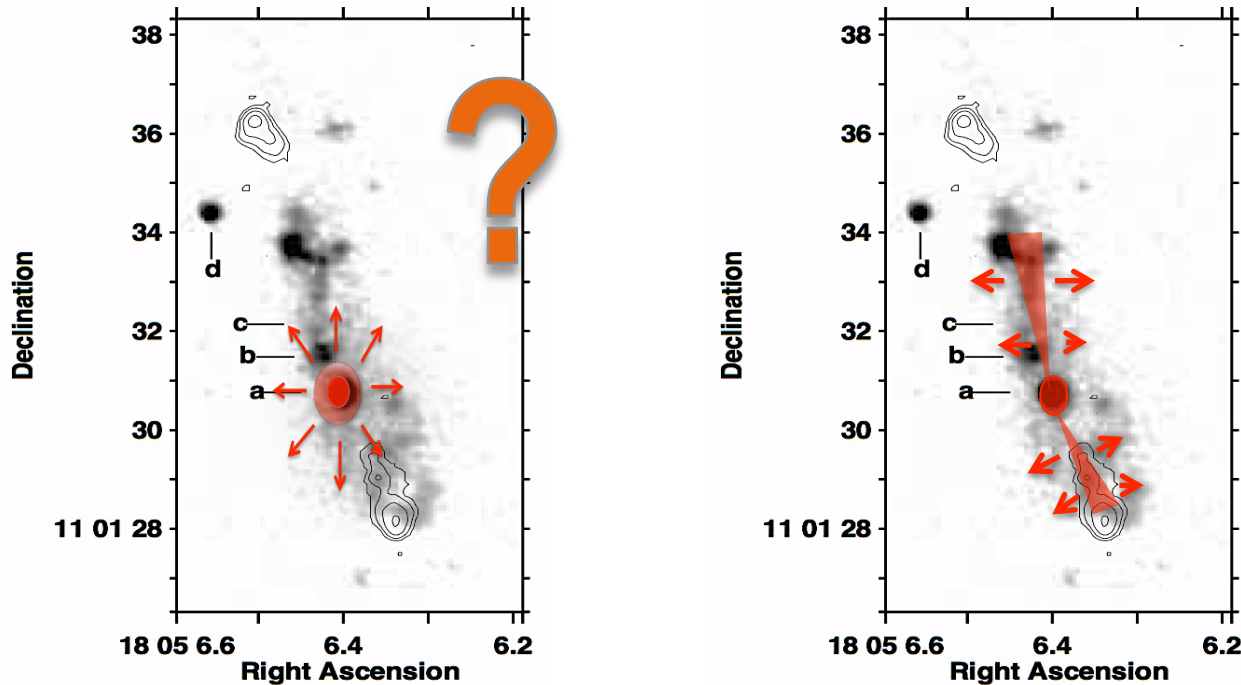 38
36
34
32
30
11 01 28
d
c
b
a
?
Declination
18 05 6.6 6.4 6.2
Right Ascension
38
36
34
32
30
11 01 28
d
c
b
a
Declination
18 05 6.6 6.4 6.2
Right Ascension